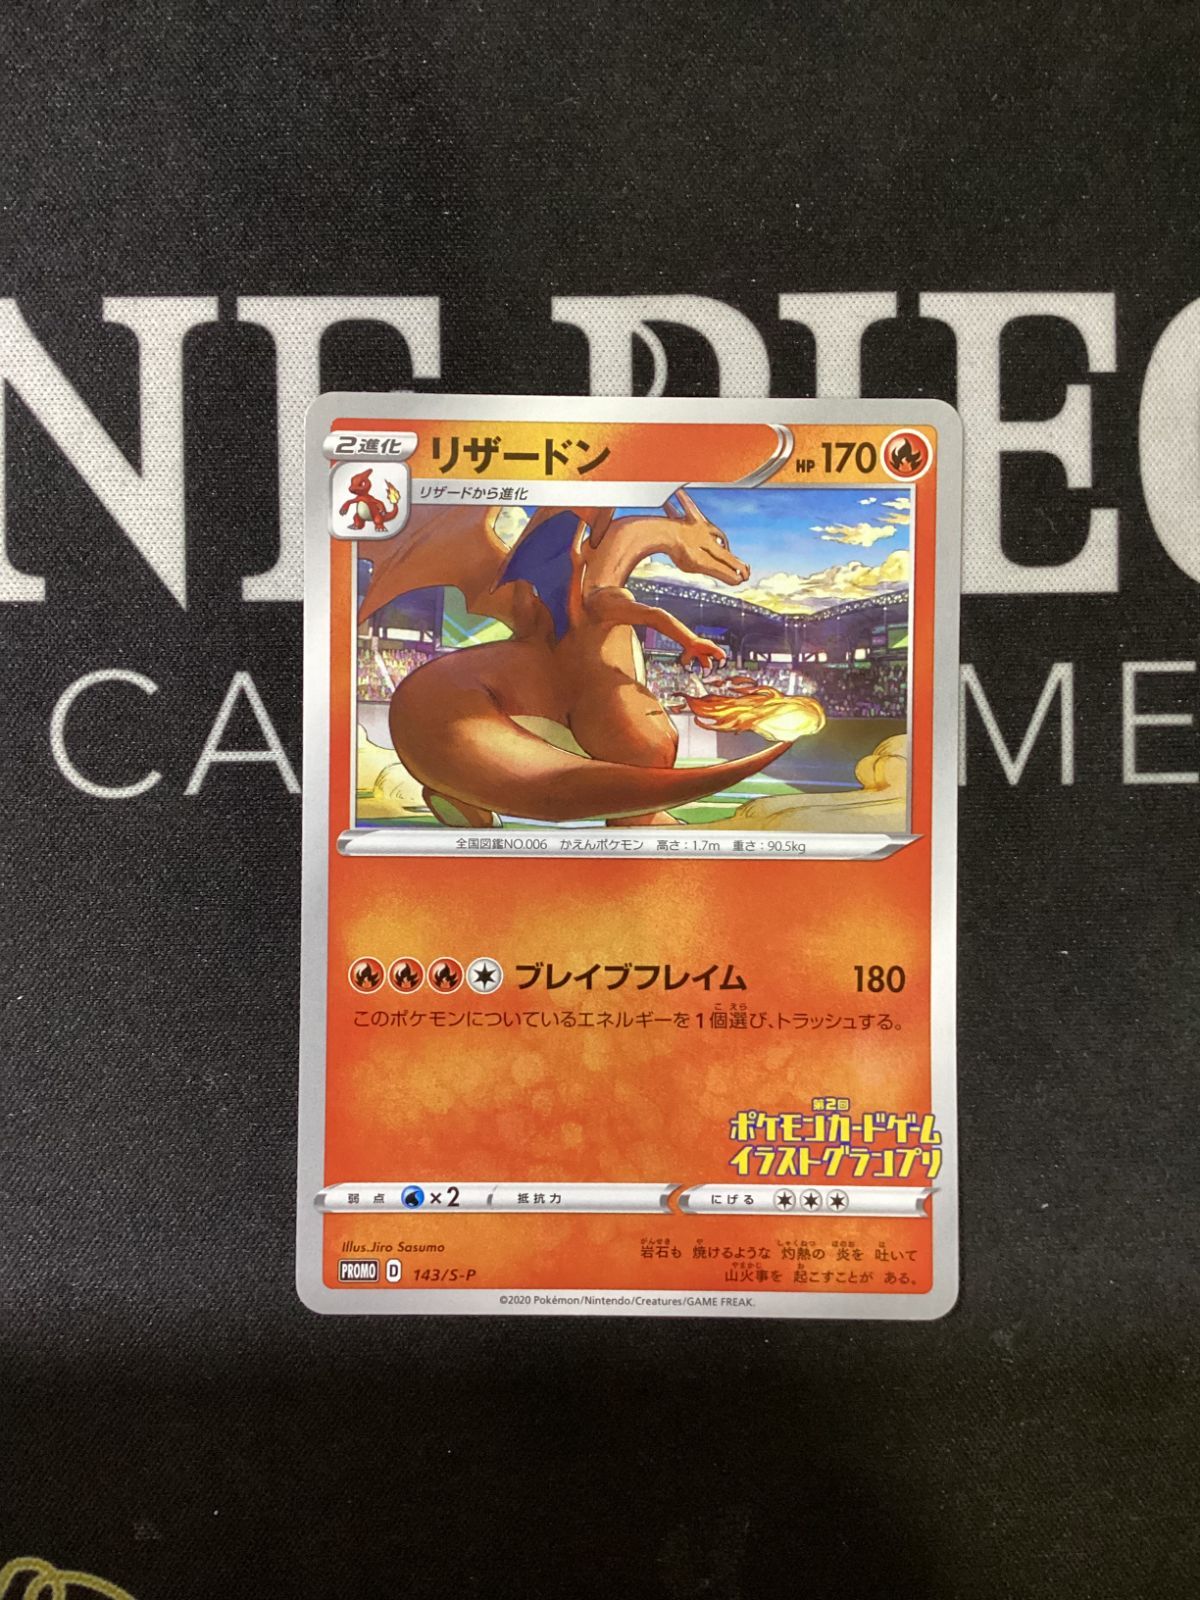 NE PIEC
CA ME
2進化
リザードン
HP 170
リザードから進化
全国図鑑NO.006 かえんポケモン 高さ:1.7m 重さ:90.5kg
ブレイブフレイム 180
このポケモンについているエネルギーを1個選び、トラッシュする。
第2回
ポケモンカードゲーム
イラストグランプリ
弱点 ×2 抵抗力 にげる
Illus.Jiro Sasumo
PROMO D 143/S-P
岩石も 焼けるような 灼熱の 炎を 吐いて
山火事を 起こすことが ある。
©2020 Pokémon/Nintendo/Creatures/GAME FREAK.